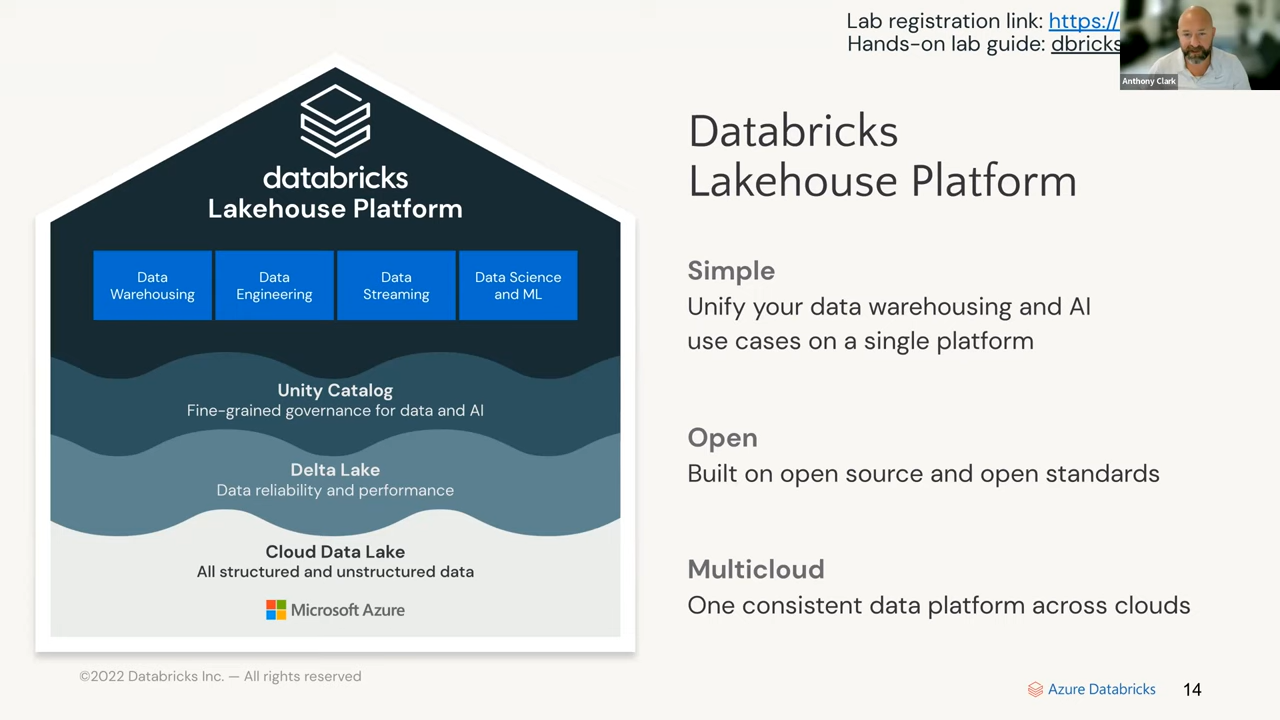 Lab registration link: https://
Hands-on lab guide: dbricks
Anthony Clark
databricks
Lakehouse Platform
Data
Warehousing
Data
Engineering
Data
Streaming
Data Science
and ML
Unity Catalog
Fine-grained governance for data and AI
Delta Lake
Data reliability and performance
Cloud Data Lake
All structured and unstructured data
Microsoft Azure
Databricks
Lakehouse Platform
Simple
Unify your data warehousing and AI
use cases on a single platform
Open
Built on open source and open standards
Multicloud
One consistent data platform across clouds
©2022 Databricks Inc. — All rights reserved
Azure Databricks
14